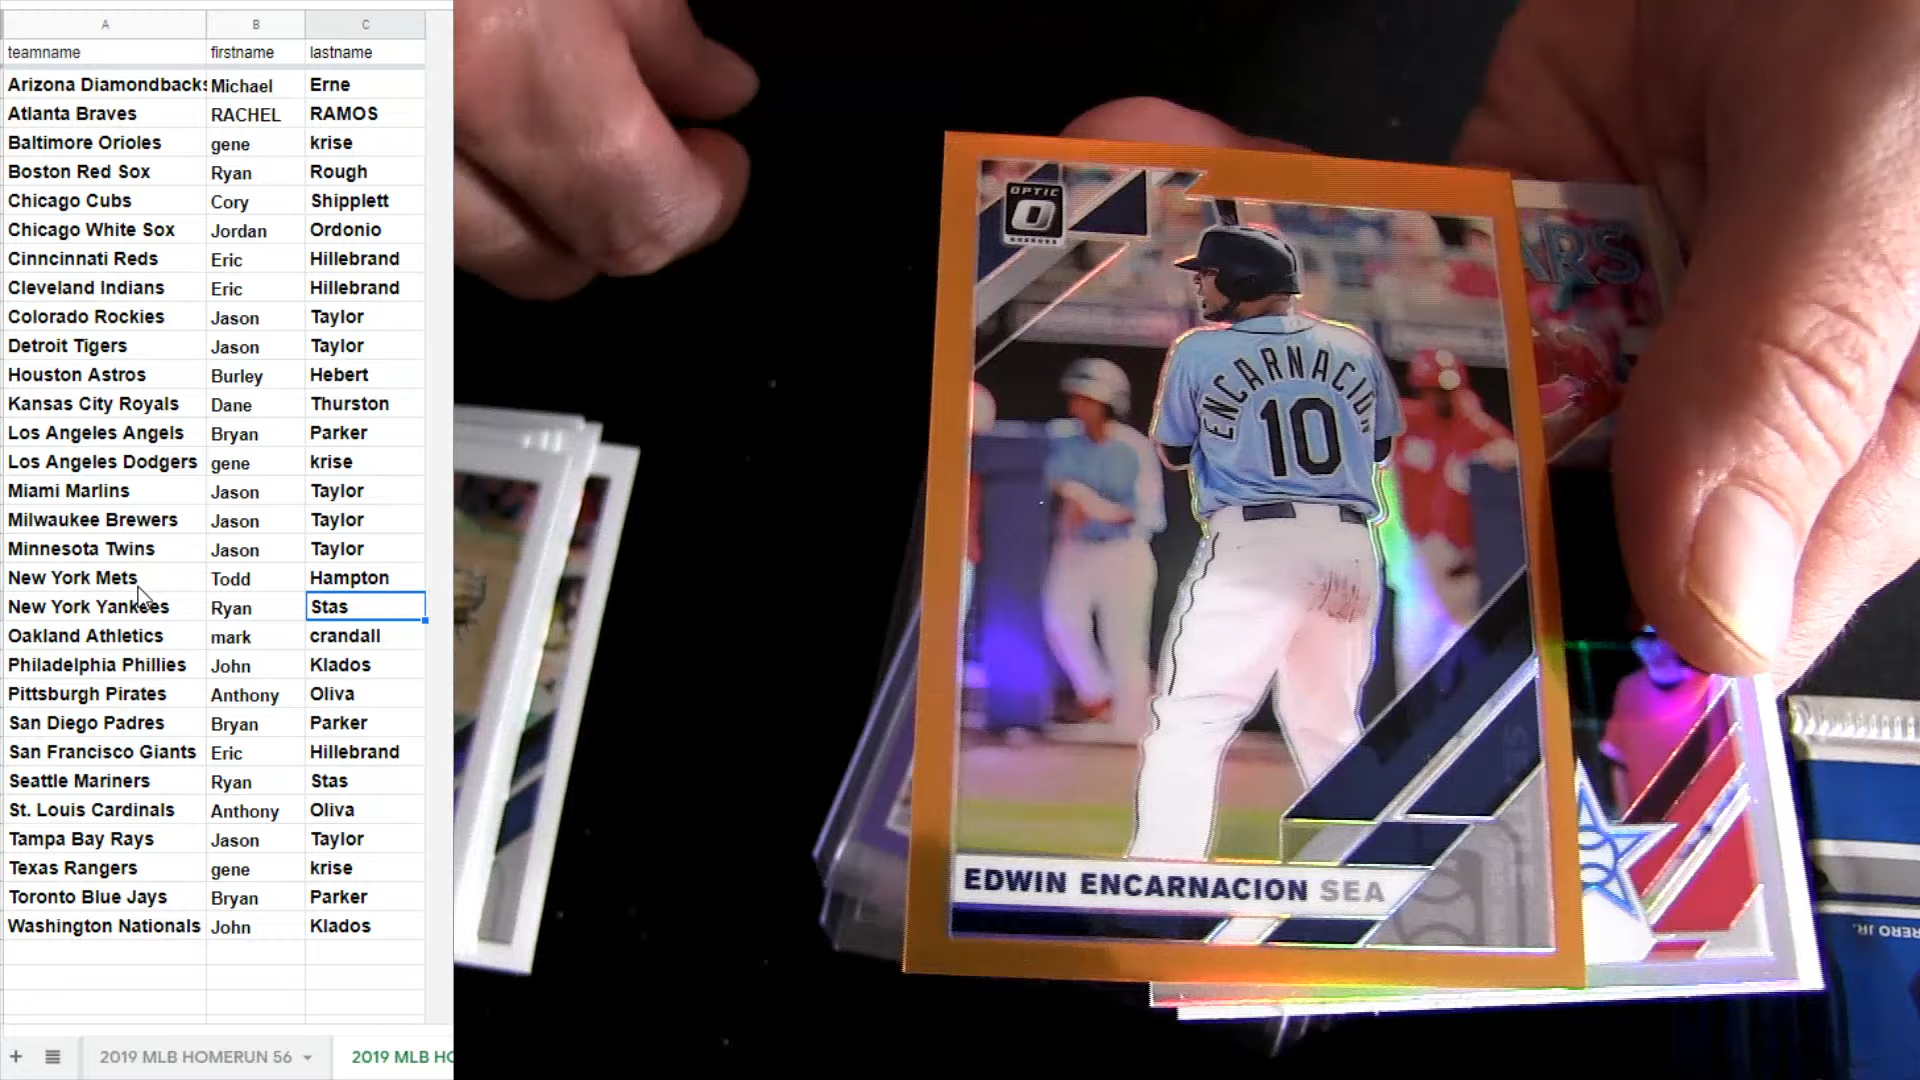 A B C
teamname firstname lastname
Arizona Diamondbacks Michael Erne
Atlanta Braves RACHEL RAMOS
Baltimore Orioles gene krise
Boston Red Sox Ryan Rough
Chicago Cubs Cory Shipplett
Chicago White Sox Jordan Ordonio
Cinncinnati Reds Eric Hillebrand
Cleveland Indians Eric Hillebrand
Colorado Rockies Jason Taylor
Detroit Tigers Jason Taylor
Houston Astros Burley Hebert
Kansas City Royals Dane Thurston
Los Angeles Angels Bryan Parker
Los Angeles Dodgers gene krise
Miami Marlins Jason Taylor
Milwaukee Brewers Jason Taylor
Minnesota Twins Jason Taylor
New York Mets Todd Hampton
New York Yankees Ryan Stas
Oakland Athletics mark crandall
Philadelphia Phillies John Klados
Pittsburgh Pirates Anthony Oliva
San Diego Padres Bryan Parker
San Francisco Giants Eric Hillebrand
Seattle Mariners Ryan Stas
St. Louis Cardinals Anthony Oliva
Tampa Bay Rays Jason Taylor
Texas Rangers gene krise
Toronto Blue Jays Bryan Parker
Washington Nationals John Klados
2019 MLB HOMERUN 56 2019 MLB HO
OPTIC
DONRUSS
ENCARNACION
10
EDWIN ENCARNACION SEA
ARS
RERO JR.